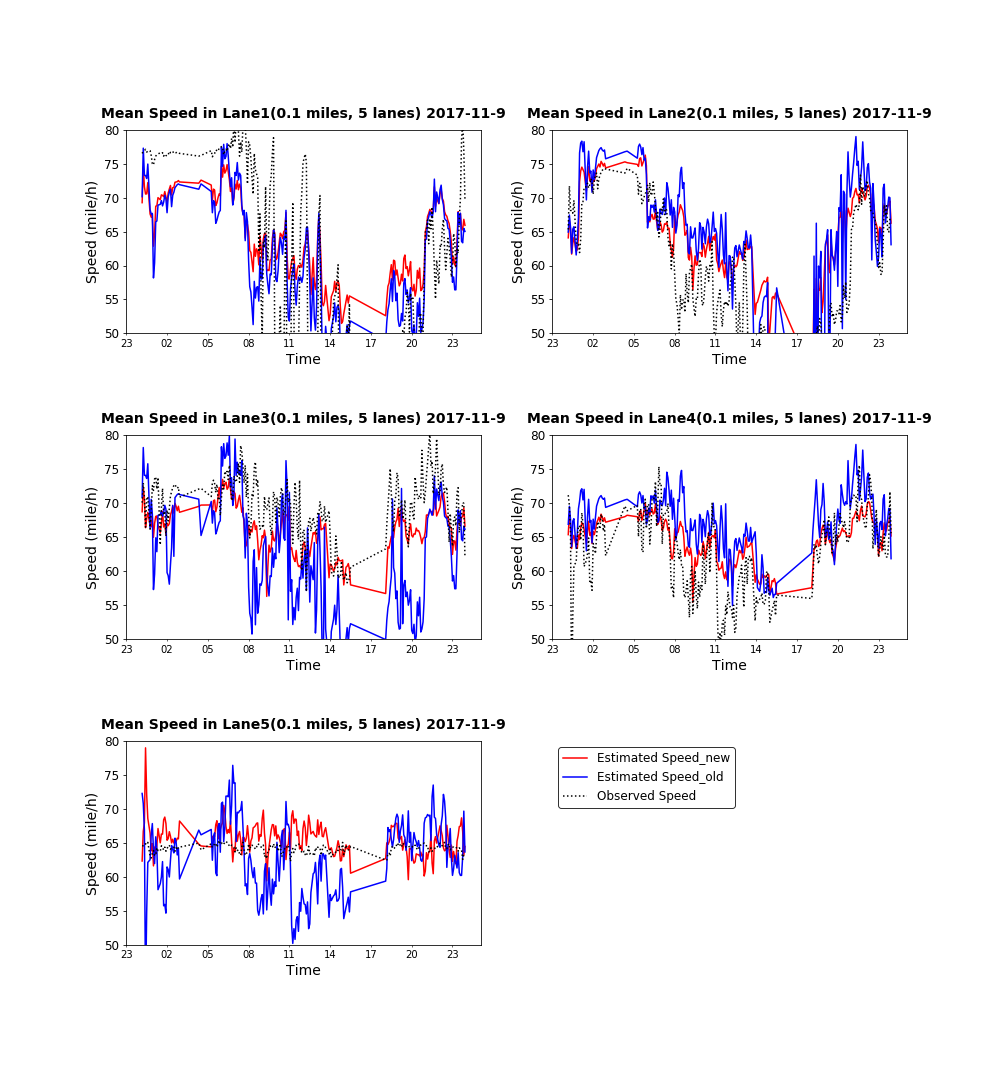 Mean Speed in Lane1(0.1 miles, 5 lanes) 2017-11-9
80
75
70
65
60
55
50
Speed (mile/h)
23 02 05 08 11 14 17 20 23
Time
Mean Speed in Lane2(0.1 miles, 5 lanes) 2017-11-9
80
75
70
65
60
55
50
Speed (mile/h)
23 02 05 08 11 14 17 20 23
Time
Mean Speed in Lane3(0.1 miles, 5 lanes) 2017-11-9
80
75
70
65
60
55
50
Speed (mile/h)
23 02 05 08 11 14 17 20 23
Time
Mean Speed in Lane4(0.1 miles, 5 lanes) 2017-11-9
80
75
70
65
60
55
50
Speed (mile/h)
23 02 05 08 11 14 17 20 23
Time
Mean Speed in Lane5(0.1 miles, 5 lanes) 2017-11-9
80
75
70
65
60
55
50
Speed (mile/h)
23 02 05 08 11 14 17 20 23
Time
Estimated Speed_new
Estimated Speed_old
Observed Speed